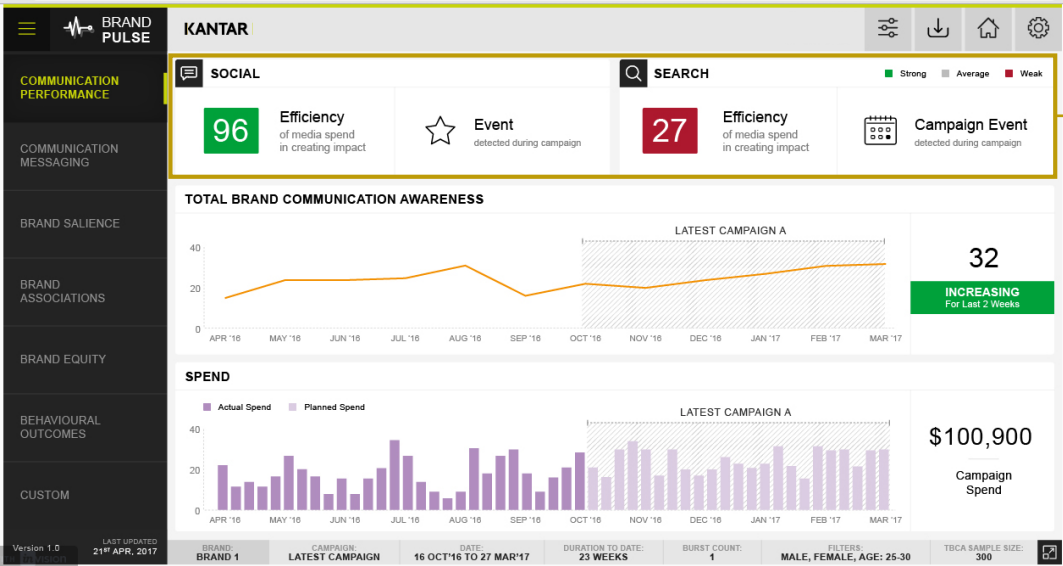 BRAND
PULSE
KANTAR
COMMUNICATION
PERFORMANCE
COMMUNICATION
MESSAGING
BRAND SALIENCE
BRAND
ASSOCIATIONS
BRAND EQUITY
BEHAVIOURAL
OUTCOMES
CUSTOM
Version 1.0
LAST UPDATED
21ST APR, 2017
SOCIAL
96
Efficiency
of media spend
in creating impact
Event
detected during campaign
SEARCH
Strong Average Weak
27
Efficiency
of media spend
in creating impact
Campaign Event
detected during campaign
TOTAL BRAND COMMUNICATION AWARENESS
LATEST CAMPAIGN A
40
20
0
APR '16 MAY '16 JUN '16 JUL '16 AUG '16 SEP '16 OCT '16 NOV '16 DEC '16 JAN '17 FEB '17 MAR '17
32
INCREASING
For Last 2 Weeks
SPEND
Actual Spend Planned Spend
LATEST CAMPAIGN A
40
20
0
APR '16 MAY '16 JUN '16 JUL '16 AUG '16 SEP '16 OCT '16 NOV '16 DEC '16 JAN '17 FEB '17 MAR '17
$100,900
Campaign
Spend
BRAND: CAMPAIGN: DATE: DURATION TO DATE: BURST COUNT: FILTERS: TBCA SAMPLE SIZE:
BRAND 1 LATEST CAMPAIGN 16 OCT'16 TO 27 MAR'17 23 WEEKS 1 MALE, FEMALE, AGE: 25-30 300